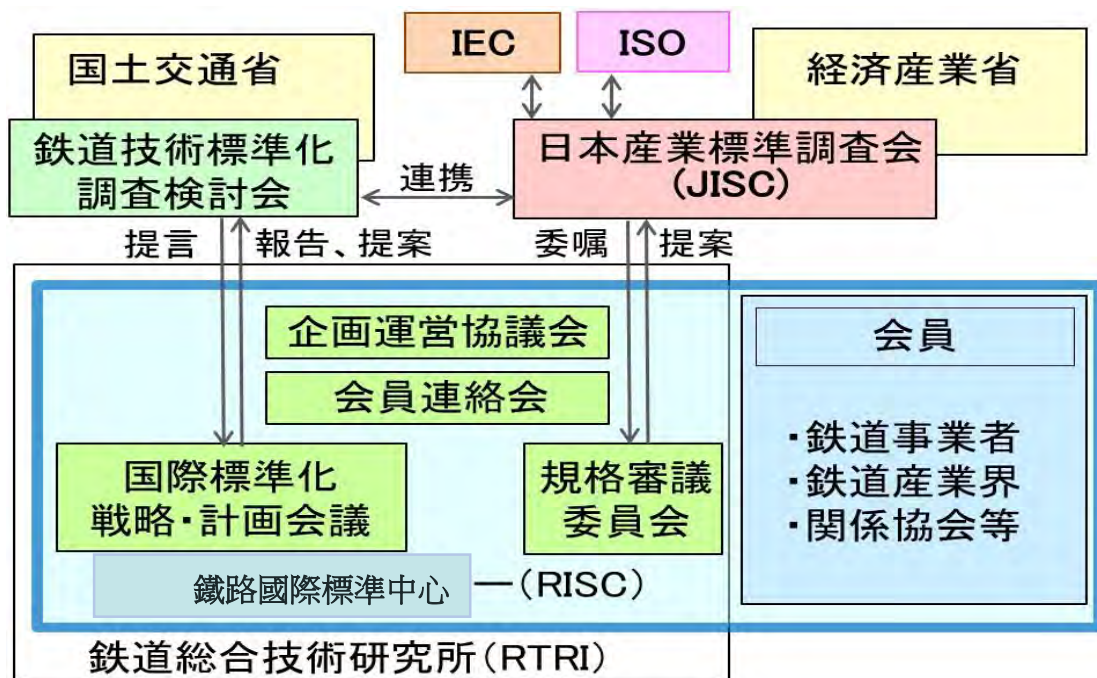 国土交通省
IEC
ISO
経済産業省
鉄道技術標準化
調査検討会
連携
日本産業標準調査会
(JISC)
提言
報告、提案
委嘱
提案
企画運営協議会
会員連絡会
国際標準化
戦略・計画会議
規格審議
委員会
会員
・鉄道事業者
・鉄道産業界
・関係協会等
鐵路國際標準中心
ー(RISC)
鉄道総合技術研究所(RTRI)